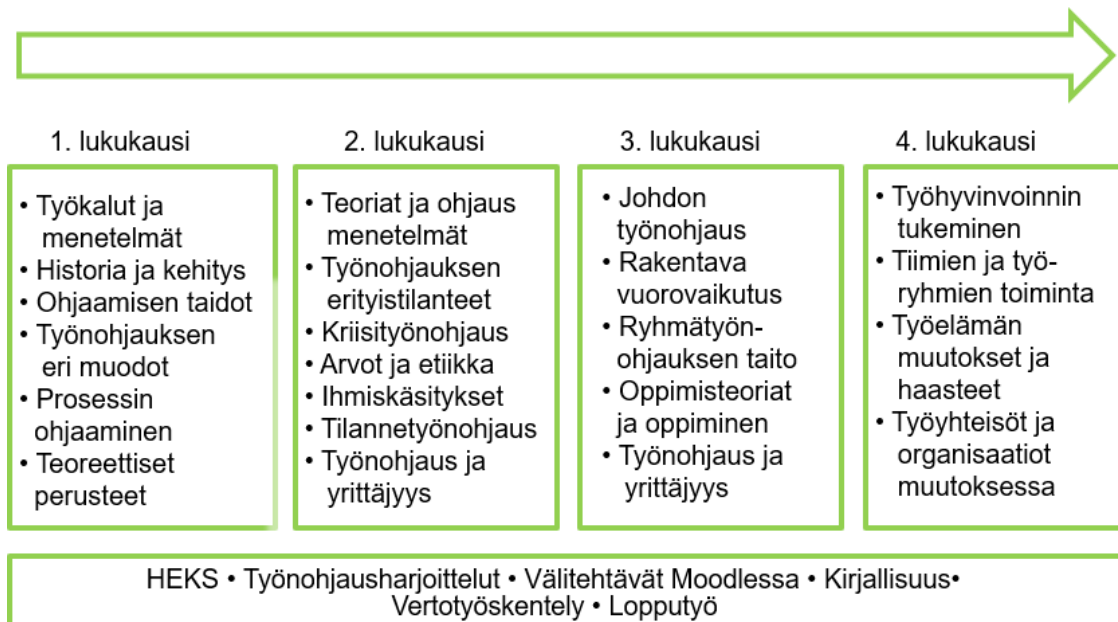 1. lukukausi
• Työkalut ja
menetelmät
• Historia ja kehitys
• Ohjaamisen taidot
• Työnohjauksen
eri muodot
• Prosessin
ohjaaminen
• Teoreettiset
perusteet
2. lukukausi
• Teoriat ja ohjaus
menetelmät
• Työnohjauksen
erityistilanteet
• Kriisityönohjaus
• Arvot ja etiikka
• Ihmiskäsitykset
• Tilannetyönohjaus
• Työnohjaus ja
yrittäjyys
3. lukukausi
• Johdon
työnohjaus
• Rakentava
vuorovaikutus
• Ryhmätyön-
ohjauksen taito
• Oppimisteoriat
ja oppiminen
• Työnohjaus ja
yrittäjyys
4. lukukausi
• Työhyvinvoinnin
tukeminen
• Tiimien ja työ-
ryhmien toiminta
• Työelämän
muutokset ja
haasteet
• Työyhteisöt ja
organisaatiot
muutoksessa
HEKS • Työnohjausharjoittelut • Välitehtävät Moodlessa • Kirjallisuus•
Vertotyöskentely • Lopputyö